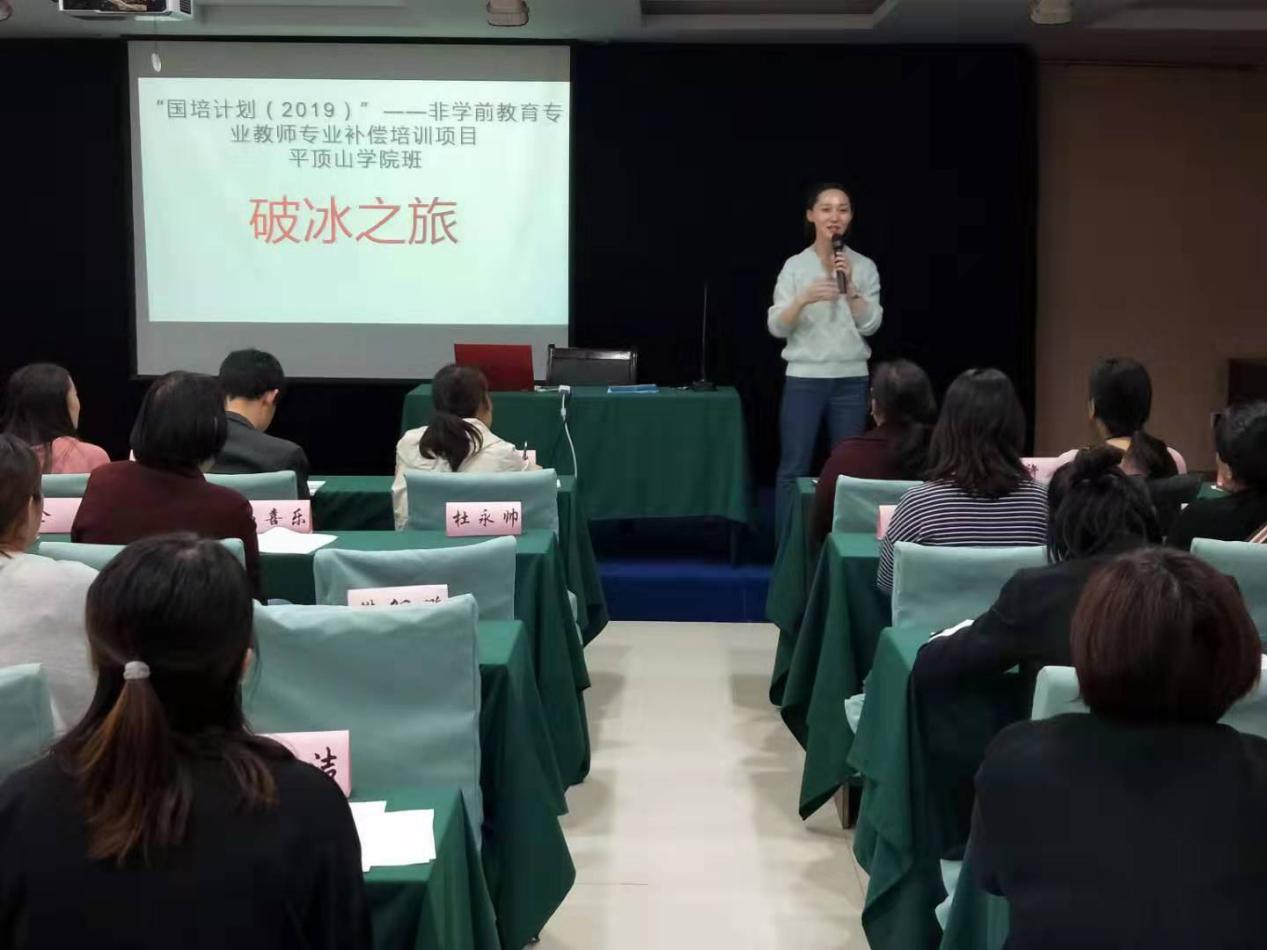 “国培计划（2019）”——非学前教育专
业教师专业补偿培训项目
平顶山学院班
破冰之旅
喜乐
杜永帅
洁